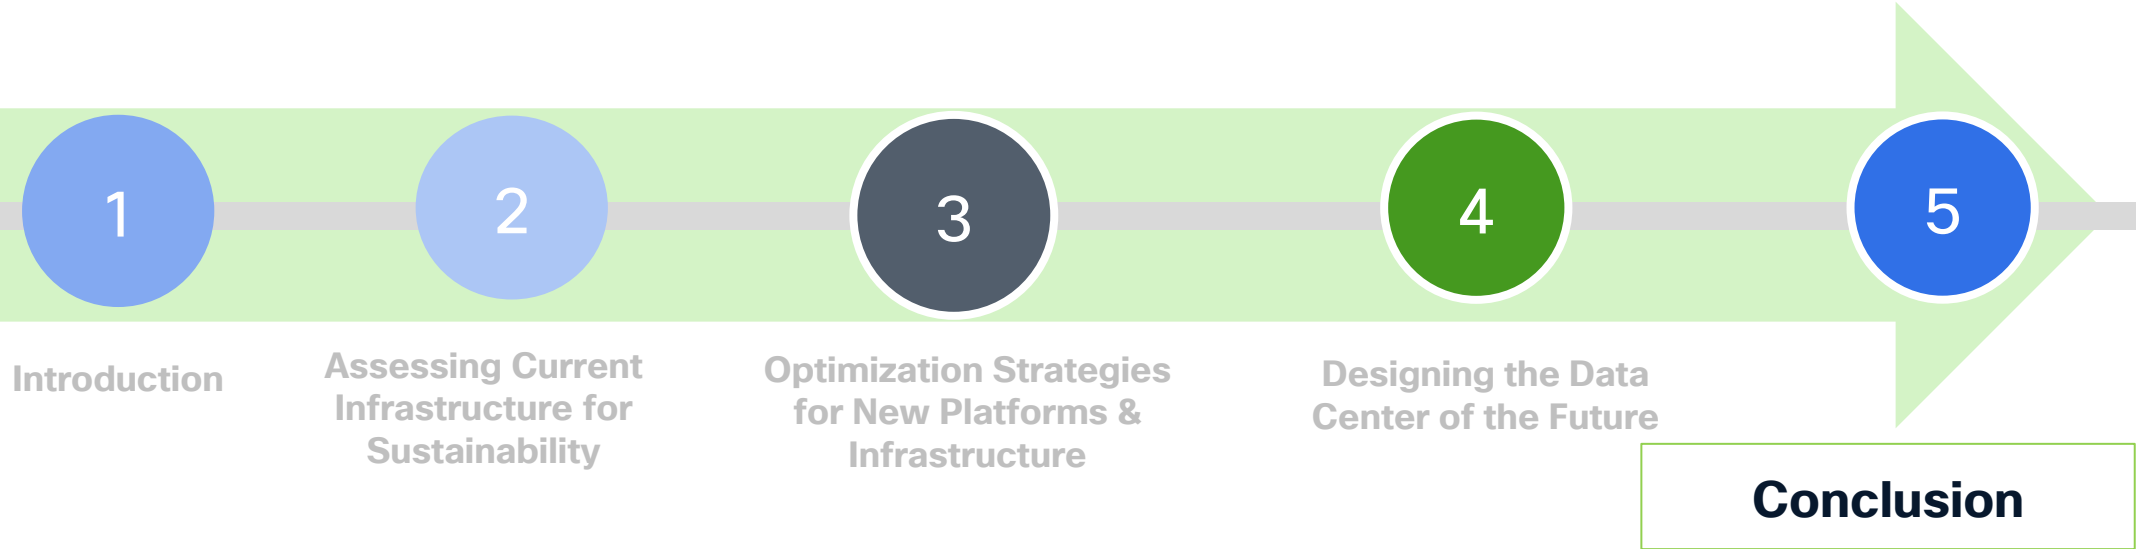 1
2
3
4
5
Introduction
Assessing Current
Infrastructure for
Sustainability
Optimization Strategies
for New Platforms &
Infrastructure
Designing the Data
Center of the Future
Conclusion